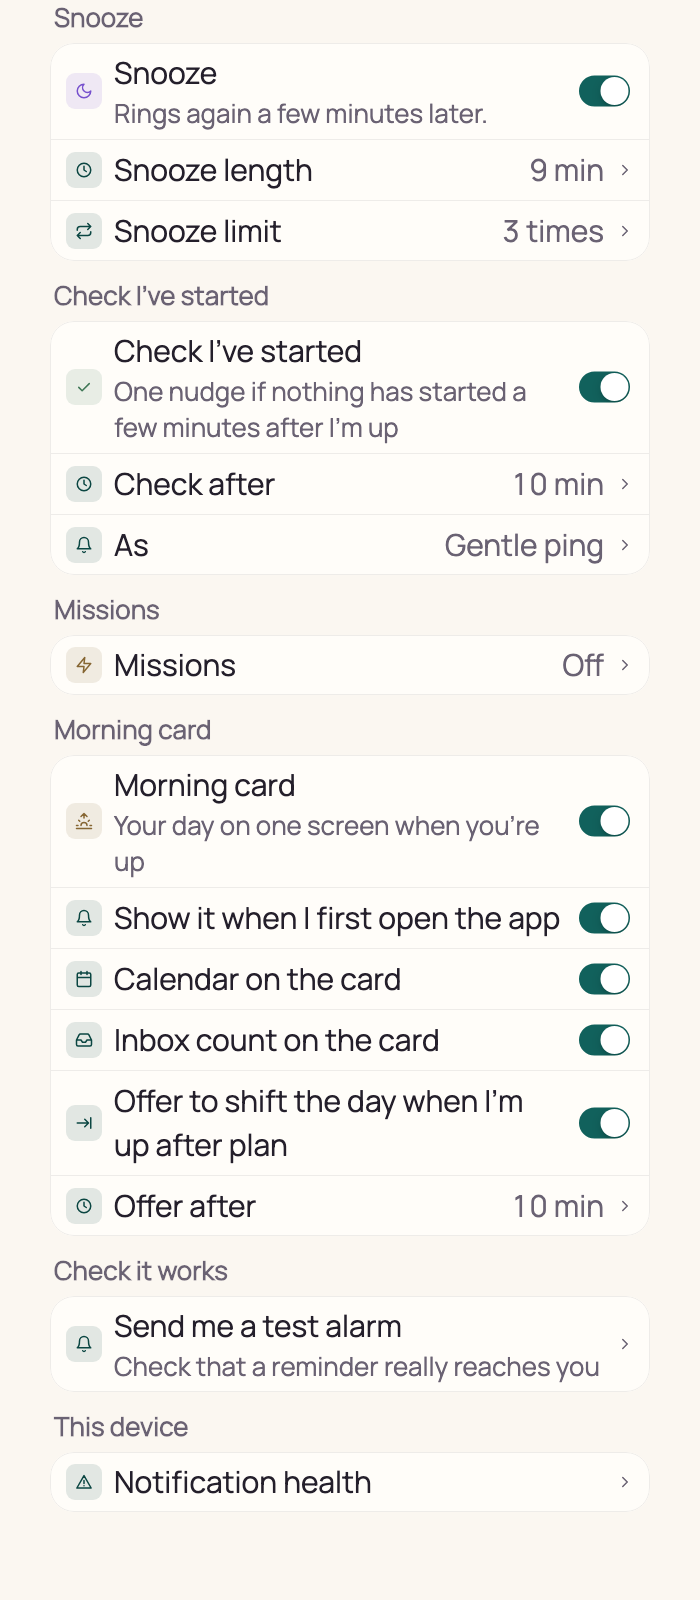 Snooze
Snooze
Rings again a few minutes later.
Snooze length
9 min
Snooze limit
3 times
Check I've started
Check I've started
One nudge if nothing has started a
few minutes after I'm up
Check after
10 min
As
Gentle ping
Missions
Missions
Off
Morning card
Morning card
Your day on one screen when you're
up
Show it when I first open the app
Calendar on the card
Inbox count on the card
Offer to shift the day when I'm
up after plan
Offer after
10 min
Check it works
Send me a test alarm
Check that a reminder really reaches you
This device
Notification health